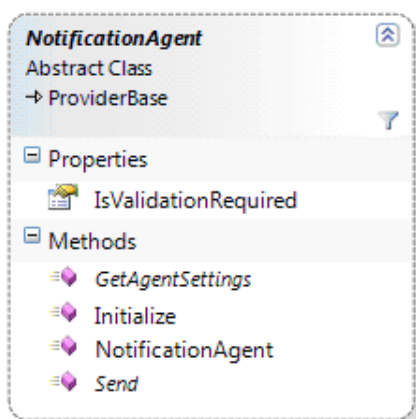 NotificationAgent
Abstract Class
ProviderBase
Properties
IsValidationRequired
Methods
GetAgentSettings
Initialize
NotificationAgent
Send